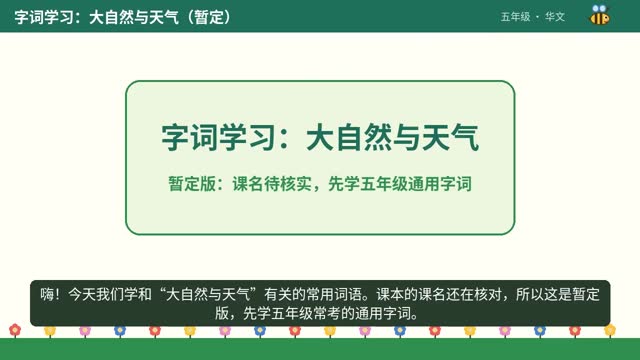 字词学习：大自然与天气（暂定）
五年级 · 华文
字词学习：大自然与天气
暂定版：课名待核实，先学五年级通用字词
嗨！今天我们学和“大自然与天气”有关的常用词语。课本的课名还在核对，所以这是暂定
版，先学五年级常考的通用字词。